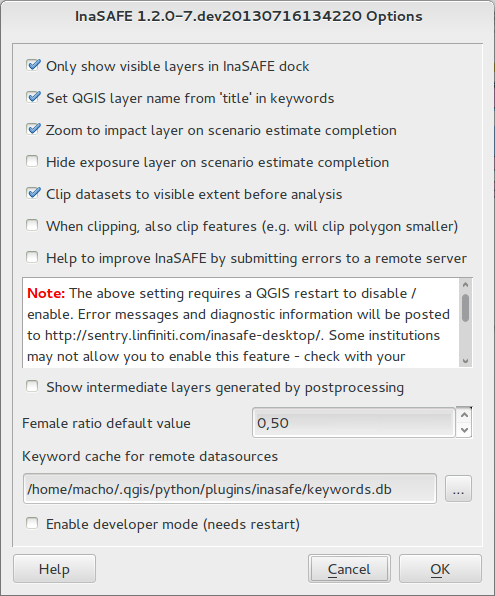 InaSAFE 1.2.0-7.dev20130716134220 Options
Only show visible layers in InaSAFE dock
Set QGIS layer name from 'title' in keywords
Zoom to impact layer on scenario estimate completion
Hide exposure layer on scenario estimate completion
Clip datasets to visible extent before analysis
When clipping, also clip features (e.g. will clip polygon smaller)
Help to improve InaSAFE by submitting errors to a remote server
Note: The above setting requires a QGIS restart to disable /
enable. Error messages and diagnostic information will be posted
to http://sentry.linfiniti.com/inasafe-desktop/. Some institutions
may not allow you to enable this feature - check with your
Show intermediate layers generated by postprocessing
Female ratio default value
0,50
Keyword cache for remote datasources
/home/macho/.qgis/python/plugins/inasafe/keywords.db
...
Enable developer mode (needs restart)
Help
Cancel
OK